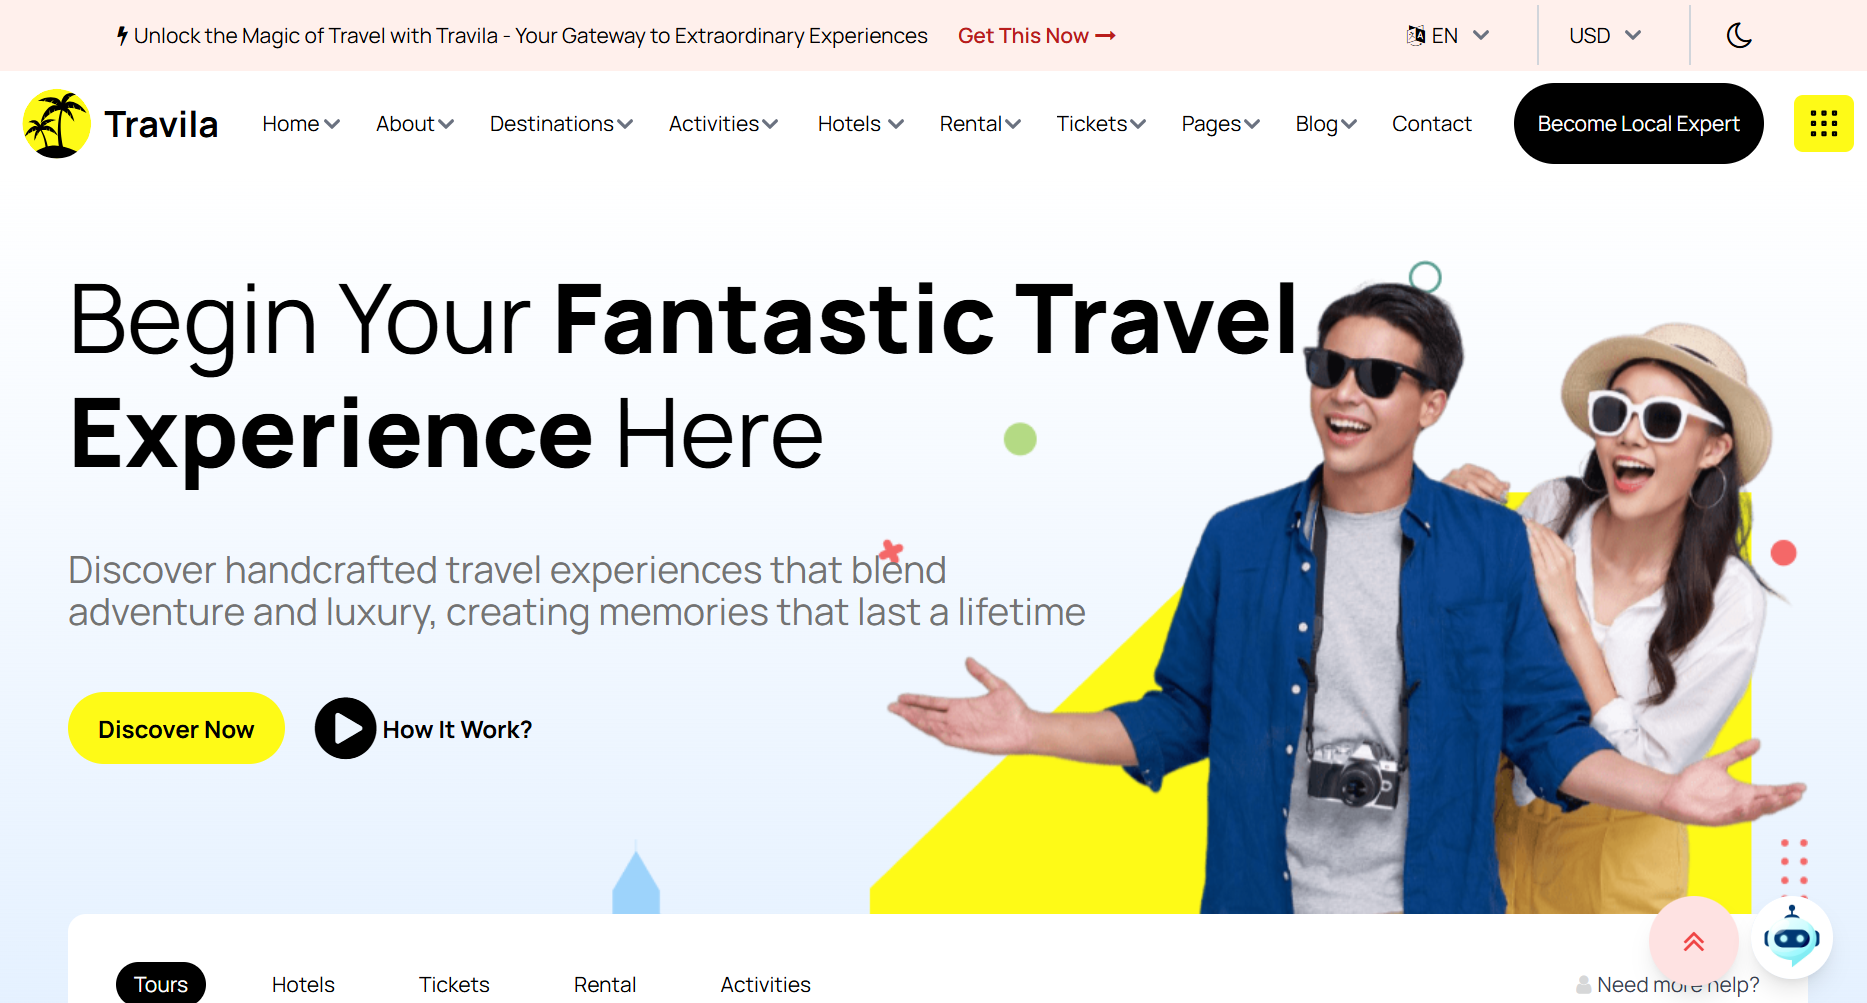 Unlock the Magic of Travel with Travila - Your Gateway to Extraordinary Experiences Get This Now
EN
USD
Travila
Home
About
Destinations
Activities
Hotels
Rental
Tickets
Pages
Blog
Contact
Become Local Expert
Begin Your Fantastic Travel
Experience Here
Discover handcrafted travel experiences that blend
adventure and luxury, creating memories that last a lifetime
Discover Now
How It Work?
Tours
Hotels
Tickets
Rental
Activities
Need more help?